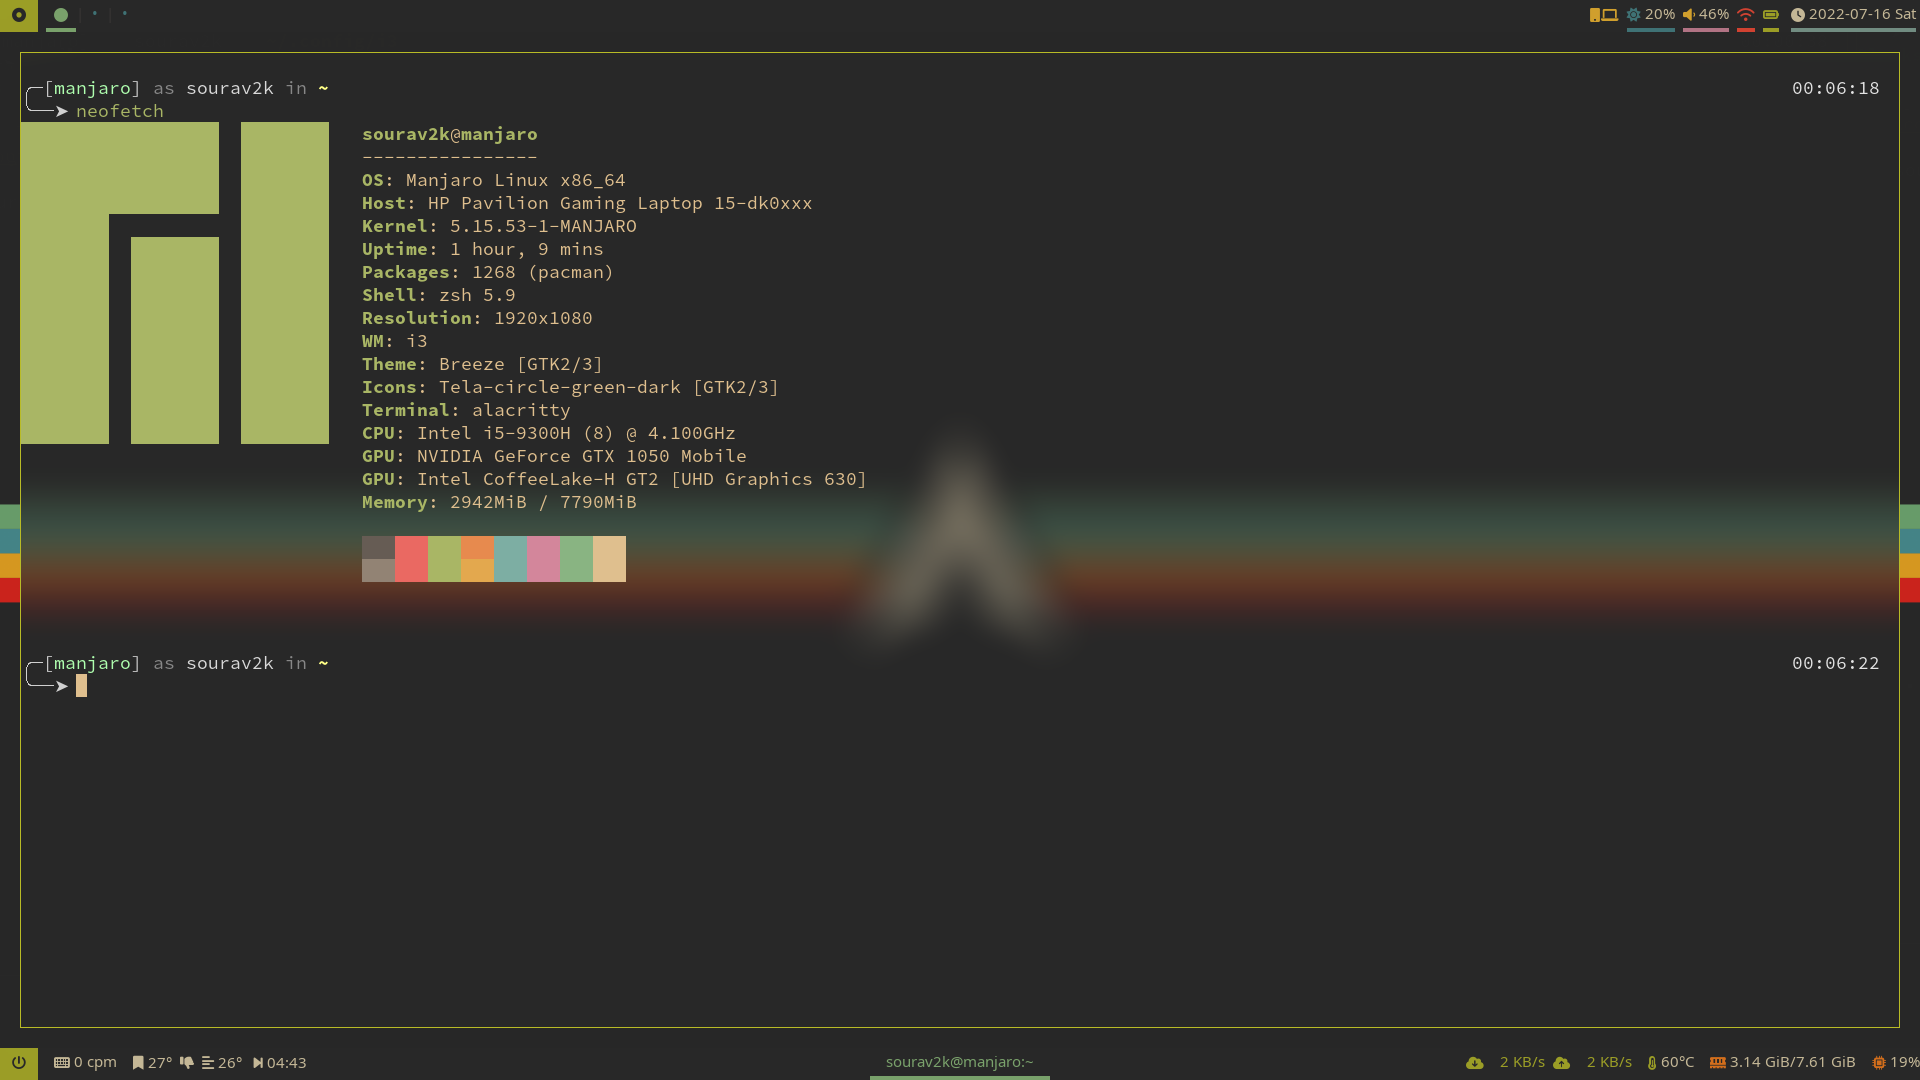 20% 46% 2022-07-16 Sat
[manjaro] as sourav2k in ~ 00:06:18
➤ neofetch
sourav2k@manjaro
----------------
OS: Manjaro Linux x86_64
Host: HP Pavilion Gaming Laptop 15-dk0xxx
Kernel: 5.15.53-1-MANJARO
Uptime: 1 hour, 9 mins
Packages: 1268 (pacman)
Shell: zsh 5.9
Resolution: 1920x1080
WM: i3
Theme: Breeze [GTK2/3]
Icons: Tela-circle-green-dark [GTK2/3]
Terminal: alacritty
CPU: Intel i5-9300H (8) @ 4.100GHz
GPU: NVIDIA GeForce GTX 1050 Mobile
GPU: Intel CoffeeLake-H GT2 [UHD Graphics 630]
Memory: 2942MiB / 7790MiB
[manjaro] as sourav2k in ~ 00:06:22
➤
0 cpm 27° 26° 04:43 sourav2k@manjaro:~ 2 KB/s 2 KB/s 60°C 3.14 GiB/7.61 GiB 19%